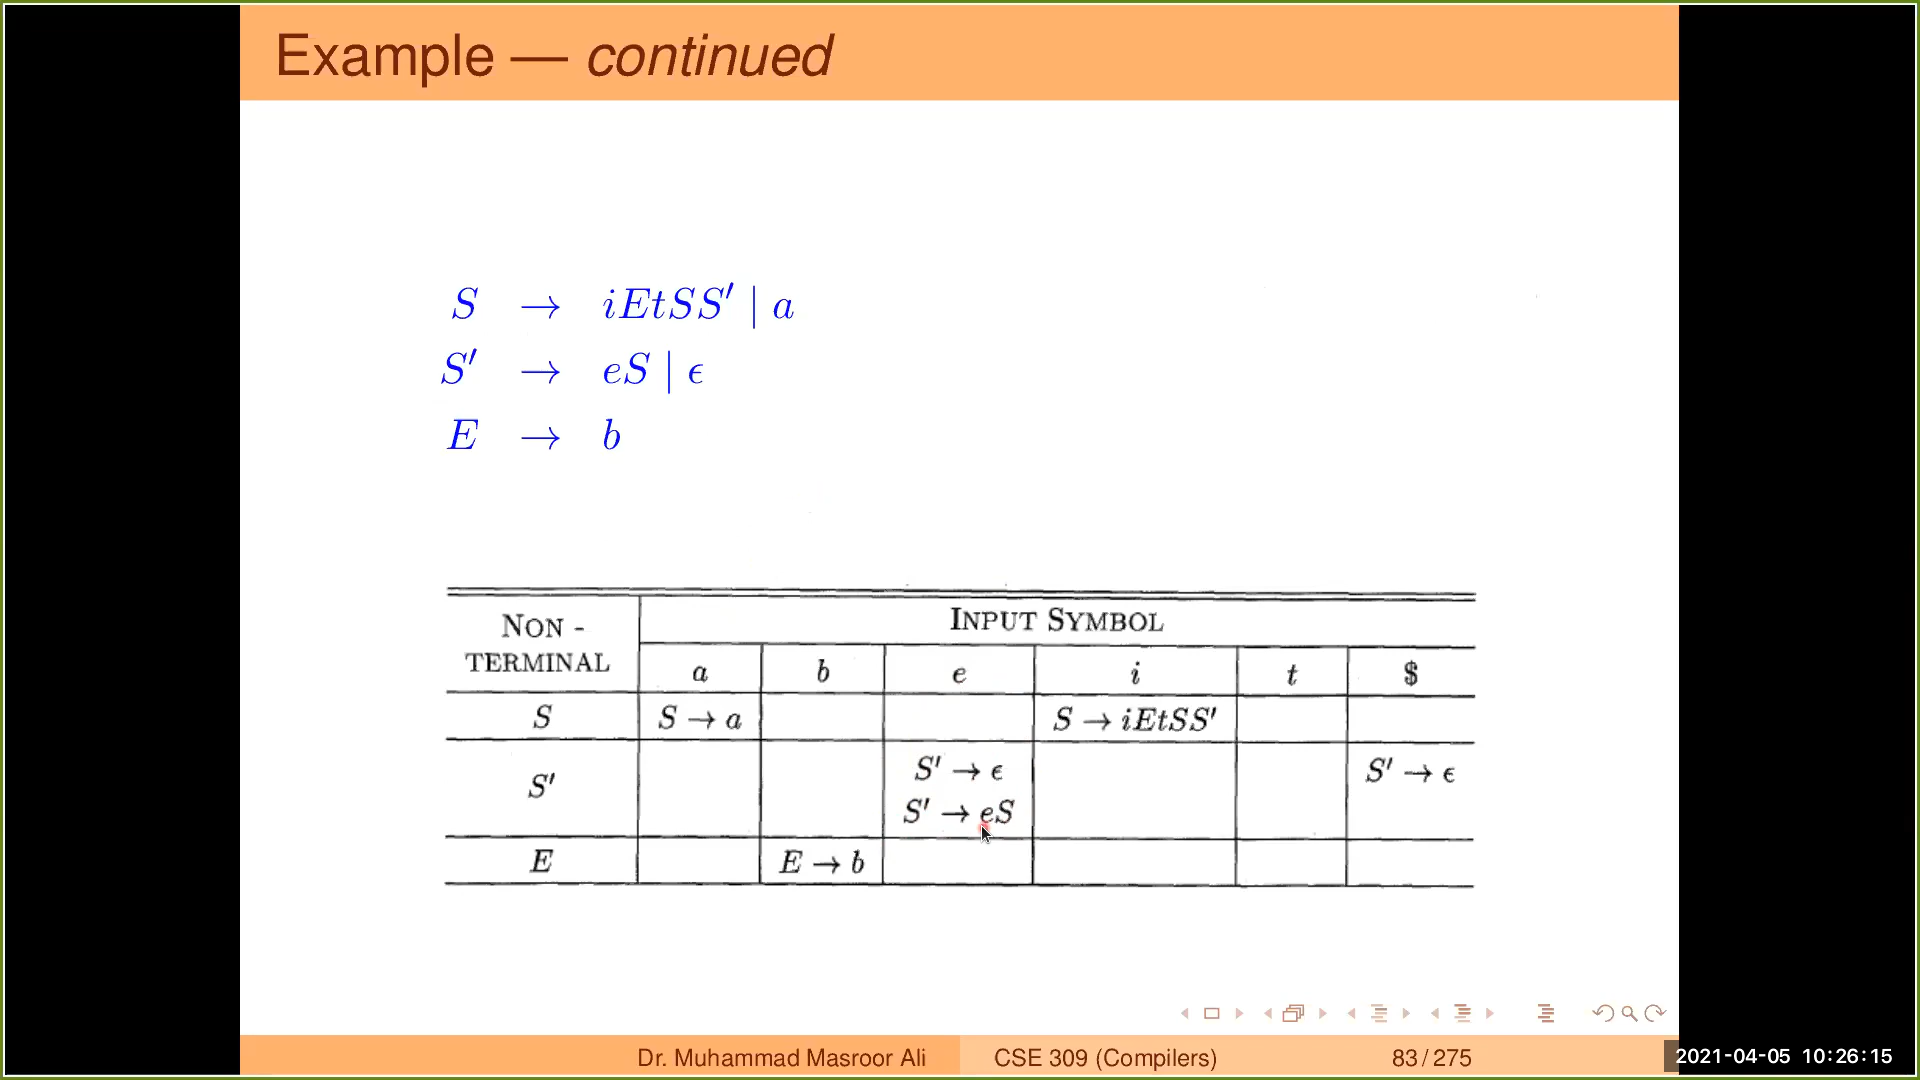 Example — continued
S → iEtSS′ | a
S′ → eS | ϵ
E → b
NON - TERMINAL INPUT SYMBOL
a b e i t $
S S → a S → iEtSS′
S′ S′ → ϵ S′ → eS S′ → ϵ
E E → b
Dr. Muhammad Masroor Ali CSE 309 (Compilers) 83 / 275
2021-04-05 10:26:15